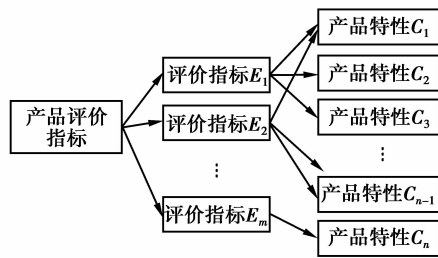 产品评价
指标
评价指标E1
评价指标E2
⋮
评价指标Em
产品特性C1
产品特性C2
产品特性C3
⋮
产品特性Cn-1
产品特性Cn